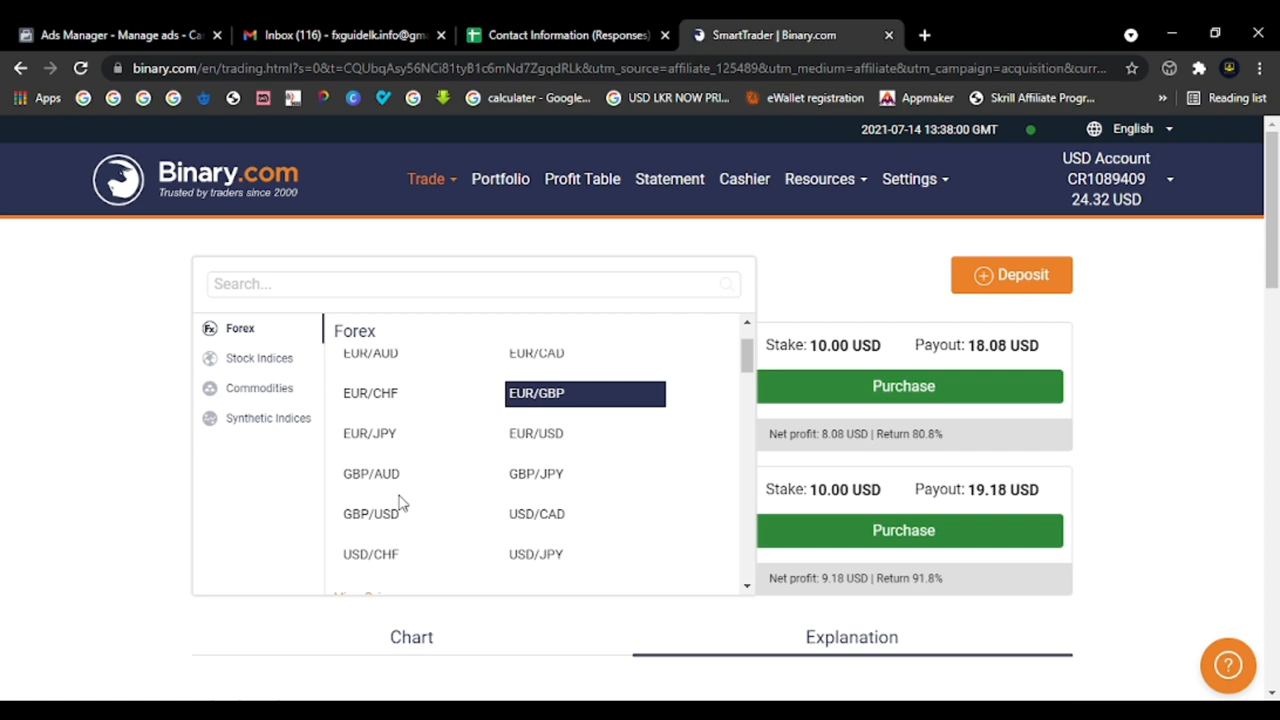 Ads Manager - Manage ads - Ca
Inbox (116) - fxguidelk.info@gm
Contact Information (Responses)
SmartTrader | Binary.com
binary.com/en/trading.html?s=0&t=CQUbqAsy56NCi81tyB1c6mNd7ZgqdRLk&utm_source=affiliate_125489&utm_medium=affiliate&utm_campaign=acquisition&curr...
Apps
calculater - Google...
USD LKR NOW PRI...
eWallet registration
Appmaker
Skrill Affiliate Progr...
Reading list
2021-07-14 13:38:00 GMT
English
Binary.com
Trusted by traders since 2000
Trade
Portfolio
Profit Table
Statement
Cashier
Resources
Settings
USD Account
CR1089409
24.32 USD
Search...
Deposit
Forex
Stock Indices
Commodities
Synthetic Indices
Forex
EUR/AUD EUR/CAD
EUR/CHF EUR/GBP
EUR/JPY EUR/USD
GBP/AUD GBP/JPY
GBP/USD USD/CAD
USD/CHF USD/JPY
Stake: 10.00 USD Payout: 18.08 USD
Purchase
Net profit: 8.08 USD | Return 80.8%
Stake: 10.00 USD Payout: 19.18 USD
Purchase
Net profit: 9.18 USD | Return 91.8%
Chart
Explanation